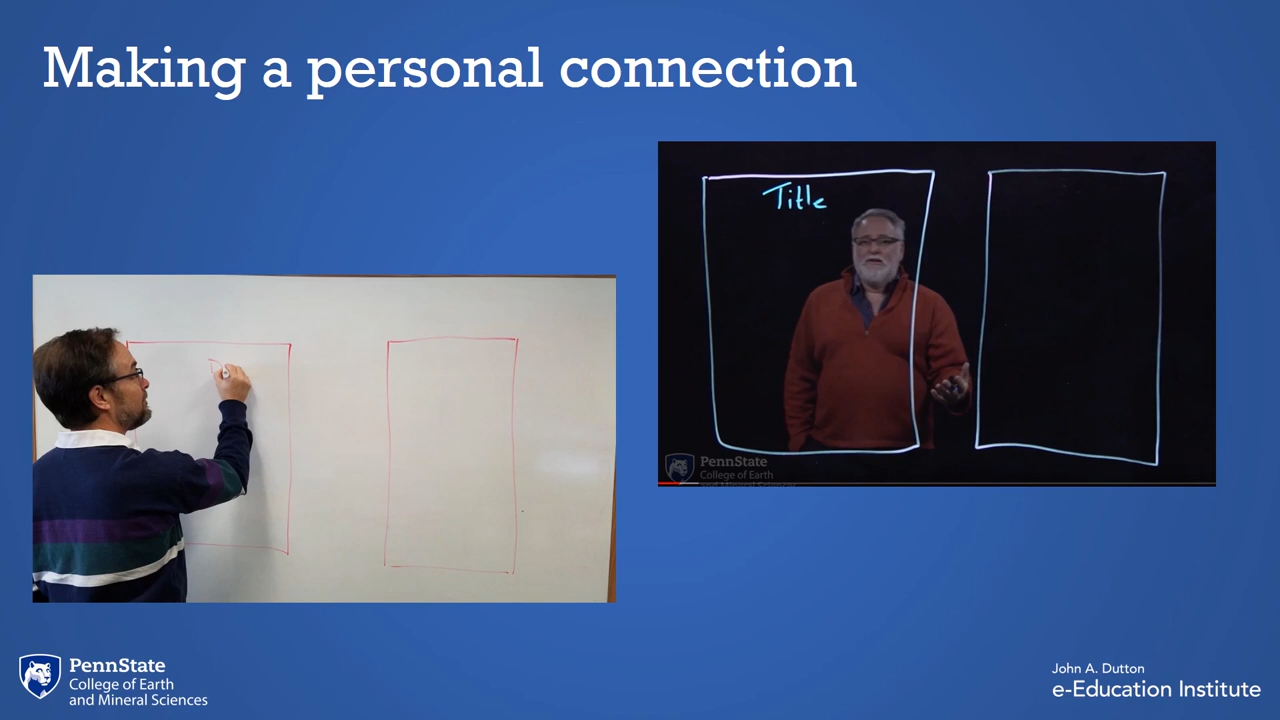 Making a personal connection
Title
PennState
College of Earth
and Mineral Sciences
PennState
College of Earth
and Mineral Sciences
John A. Dutton
e-Education Institute